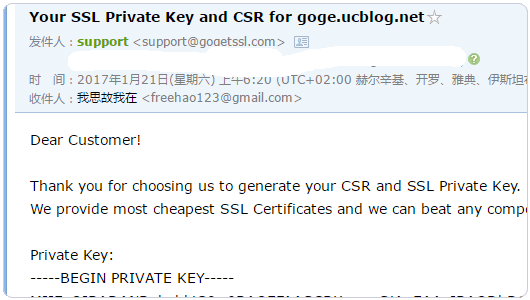 Your SSL Private Key and CSR for goge.ucblog.net☆
发件人：support <support@gogetssl.com>
时 间：2017年1月21日(星期六) 上午6:20 (UTC+02:00 赫尔辛基、开罗、雅典、伊斯坦
收件人：我思故我在 <freehao123@gmail.com>
Dear Customer!
Thank you for choosing us to generate your CSR and SSL Private Key.
We provide most cheapest SSL Certificates and we can beat any compe
Private Key:
-----BEGIN PRIVATE KEY-----